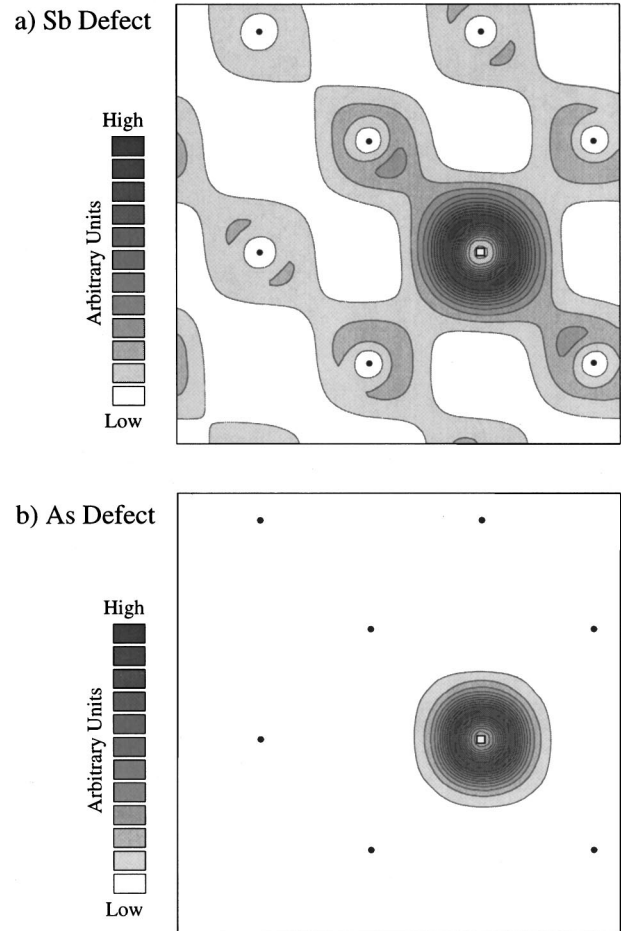 a) Sb Defect
High
Arbitrary Units
Low
b) As Defect
High
Arbitrary Units
Low